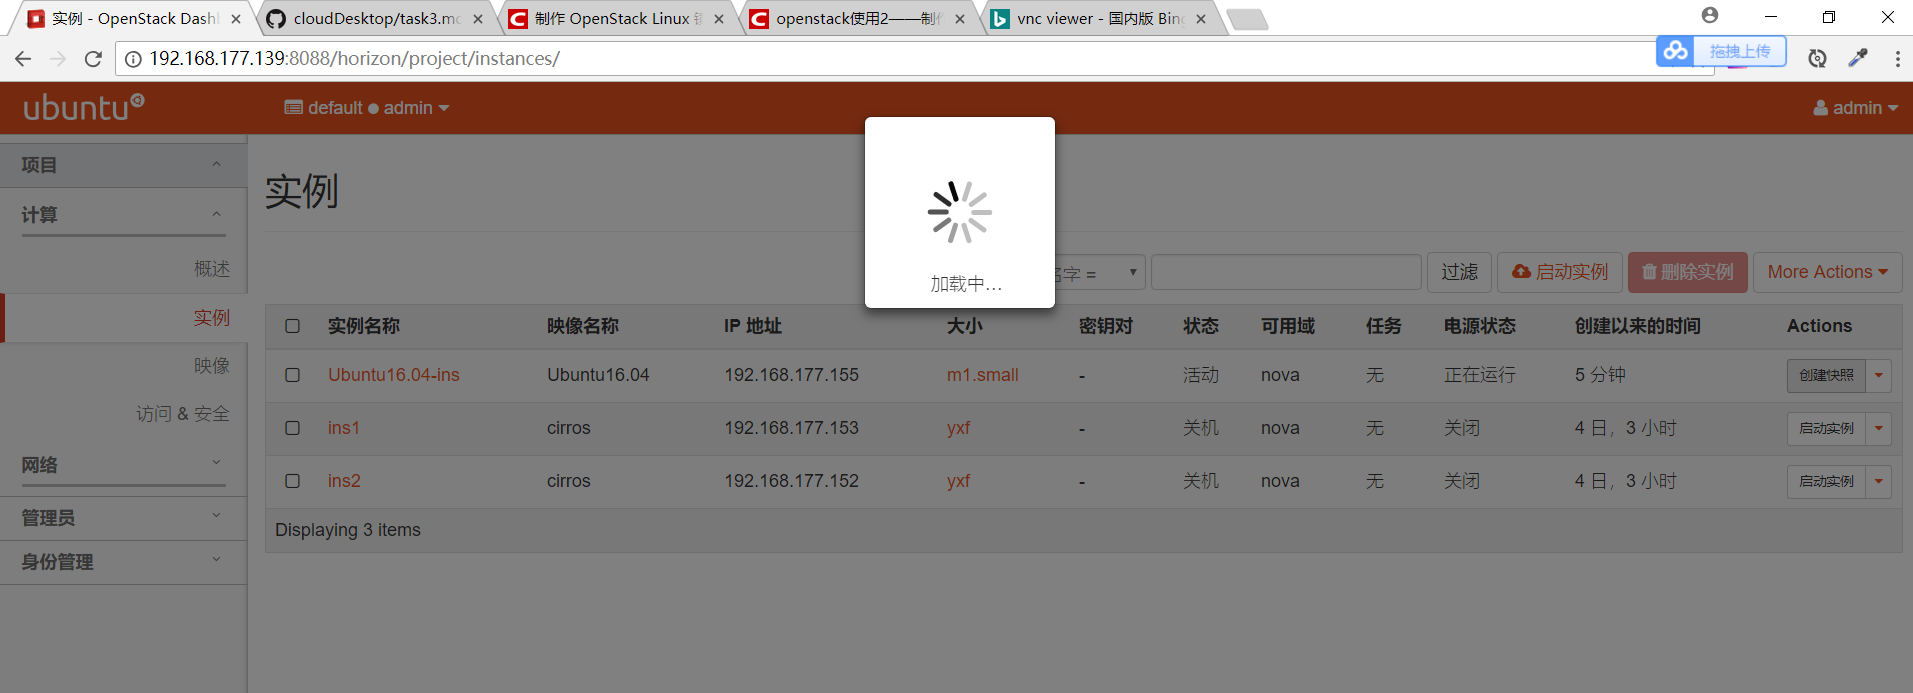 实例 - OpenStack Dash
cloudDesktop/task3.mc
制作 OpenStack Linux 镜
openstack使用2——制作
vnc viewer - 国内版 Bing
192.168.177.139:8088/horizon/project/instances/
拖拽上传
ubuntu
default admin
admin
项目
计算
概述
实例
映像
访问 & 安全
网络
管理员
身份管理
实例
加载中...
名字 =
过滤
启动实例
删除实例
More Actions
实例名称 映像名称 IP 地址 大小 密钥对 状态 可用域 任务 电源状态 创建以来的时间 Actions
Ubuntu16.04-ins Ubuntu16.04 192.168.177.155 m1.small - 活动 nova 无 正在运行 5 分钟 创建快照
ins1 cirros 192.168.177.153 yxf - 关机 nova 无 关闭 4 日，3 小时 启动实例
ins2 cirros 192.168.177.152 yxf - 关机 nova 无 关闭 4 日，3 小时 启动实例
Displaying 3 items